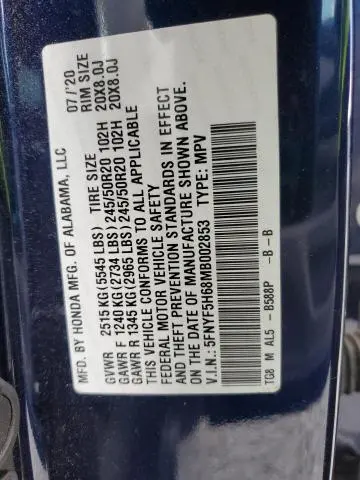 MFD. BY HONDA MFG. OF ALABAMA, LLC 07/'20
TIRE SIZE RIM SIZE
GVWR 2515 KG(5545 LBS)
GAWR F 1240 KG(2734 LBS) 245/50R20 102H 20X8.0J
GAWR R 1345 KG(2965 LBS) 245/50R20 102H 20X8.0J
THIS VEHICLE CONFORMS TO ALL APPLICABLE
FEDERAL MOTOR VEHICLE SAFETY
AND THEFT PREVENTION STANDARDS IN EFFECT
ON THE DATE OF MANUFACTURE SHOWN ABOVE.
V.I.N.: 5FNYF5H68MB002853 TYPE: MPV
TG8 M AL5 - B588P -B -B